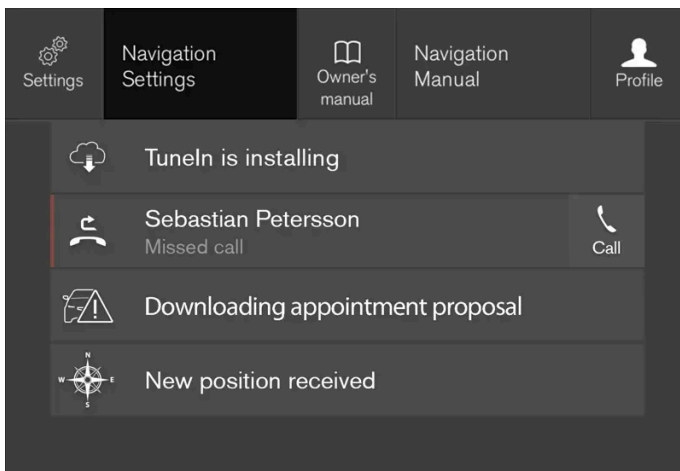 Settings
Navigation
Settings
Owner's
manual
Navigation
Manual
Profile
TuneIn is installing
Sebastian Petersson
Missed call
Call
Downloading appointment proposal
N
W
E
S
New position received